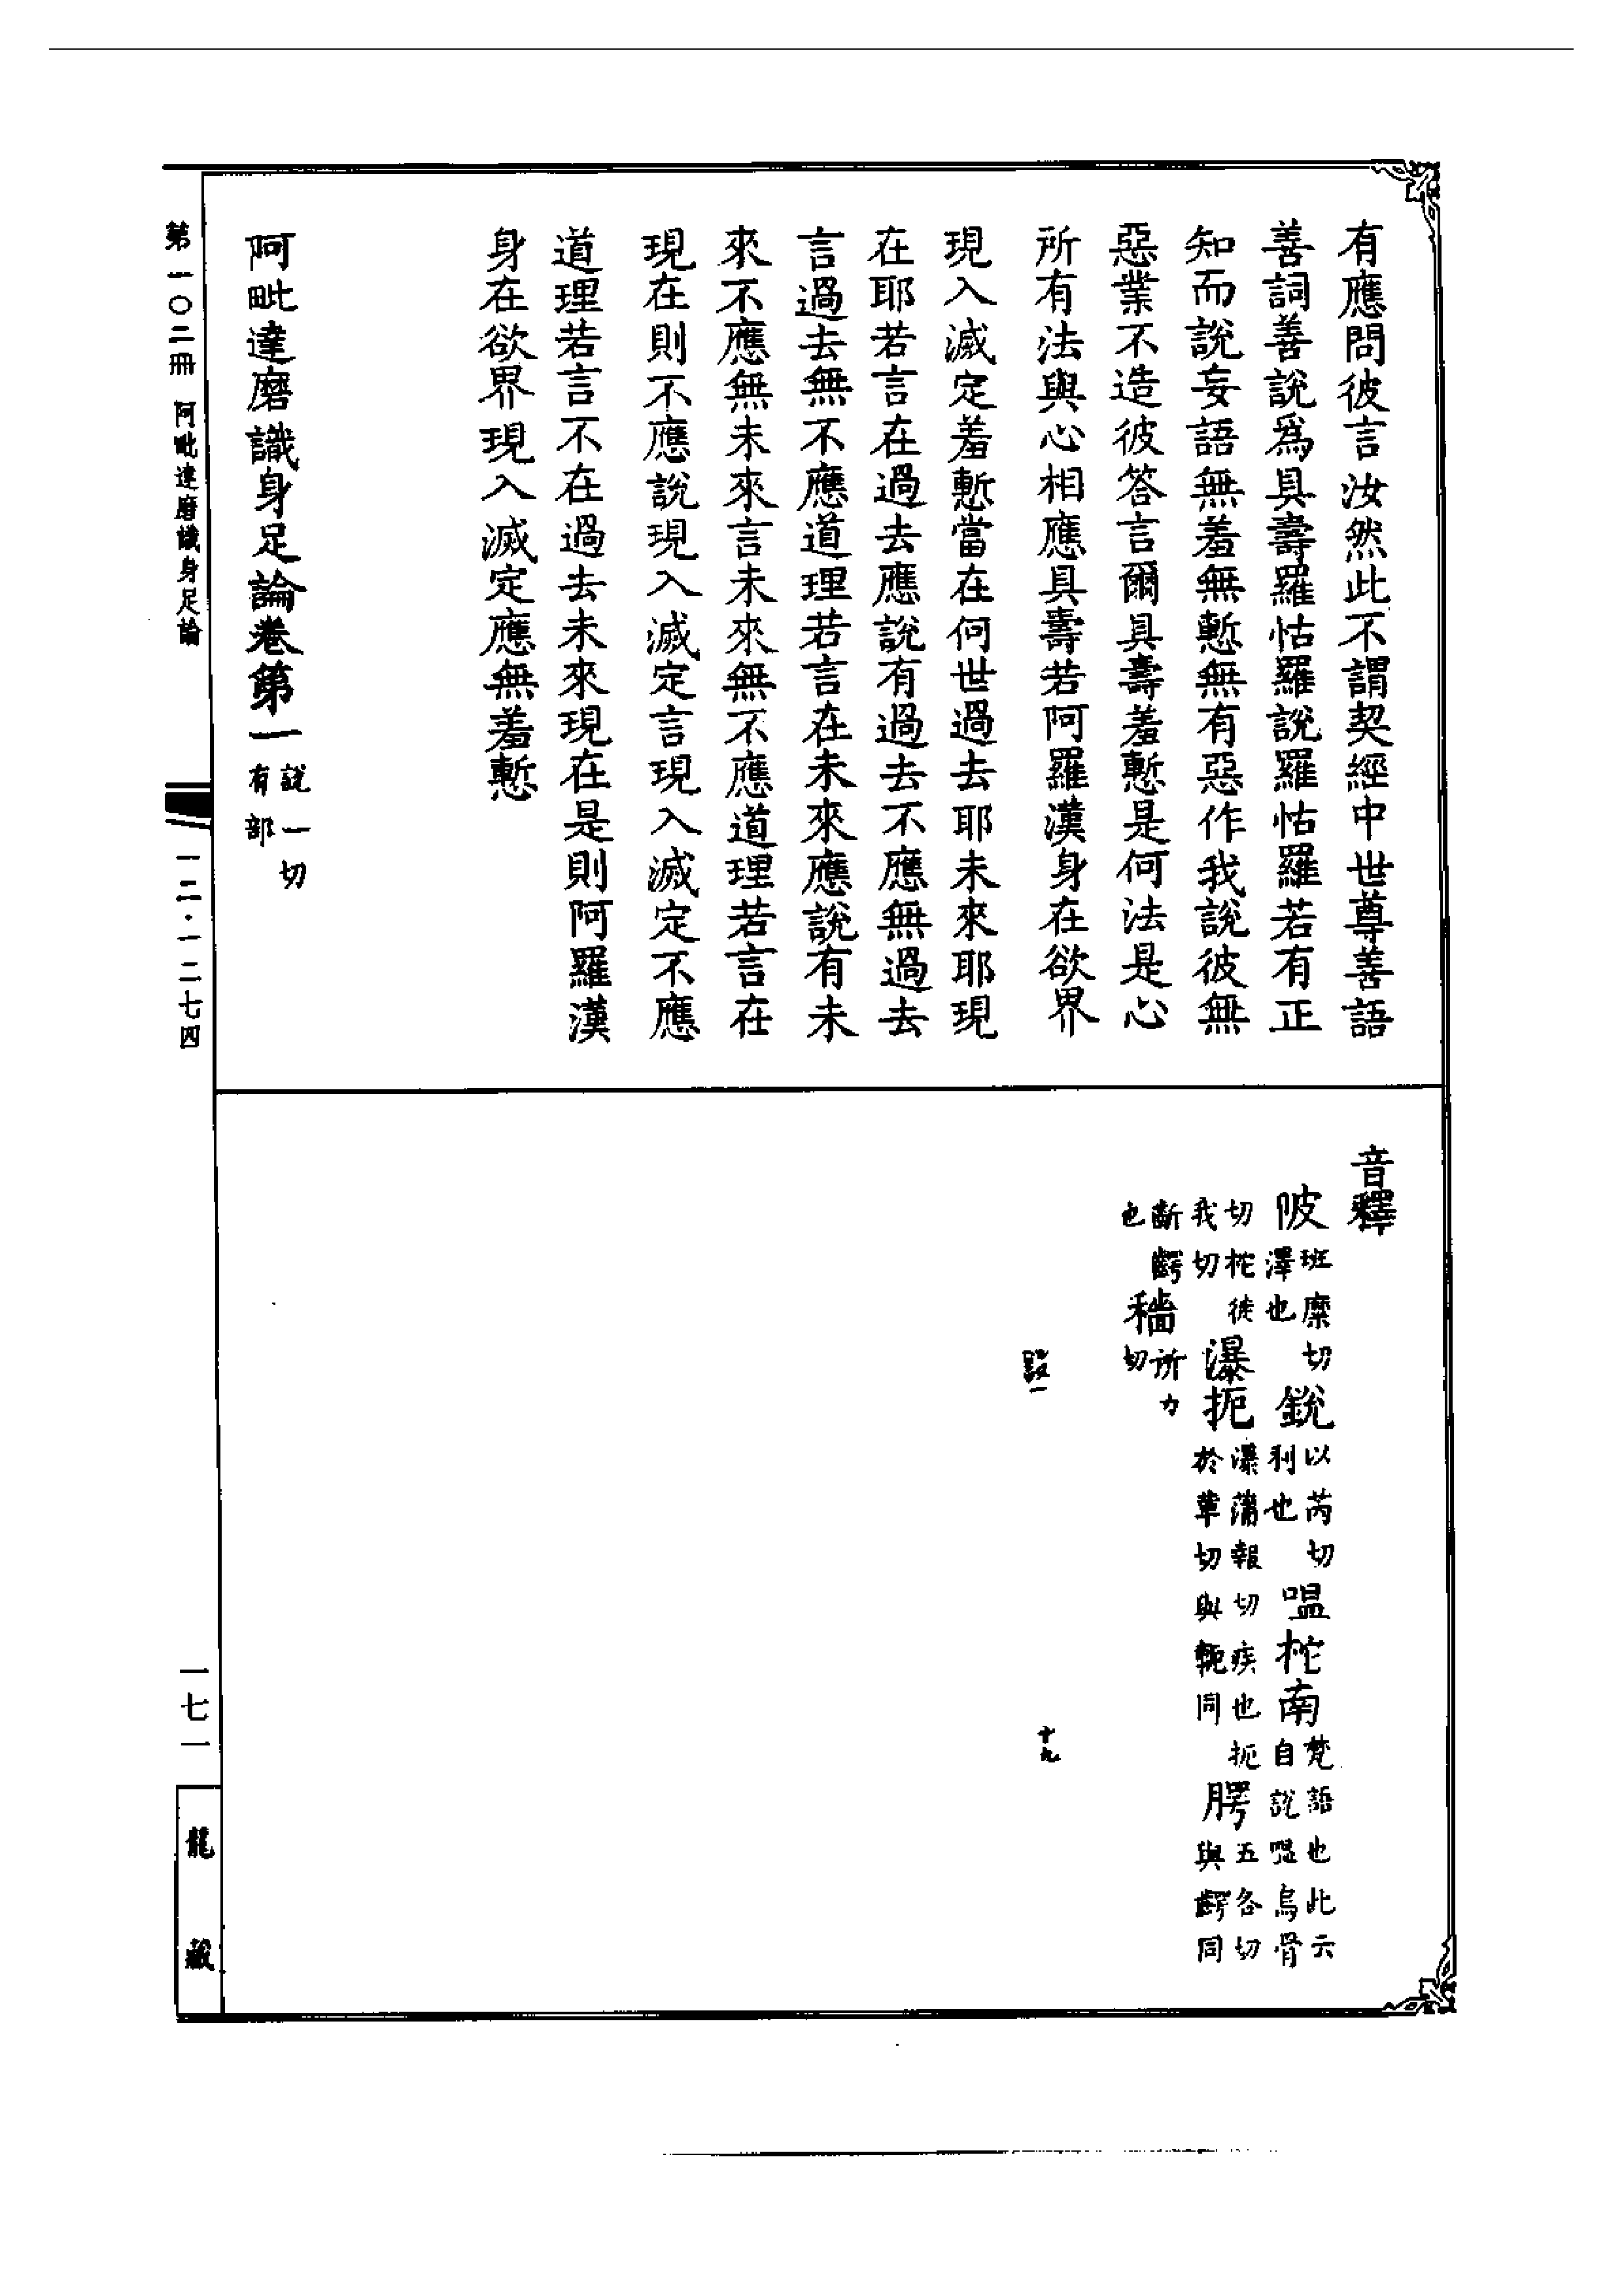 有應問彼言汝然此不謂契經中世尊善語
善詞善說爲具壽羅怙羅說羅怙羅若有正
知而說妄語無羞無慙無有惡作我說彼無
惡業不造彼答言爾具壽羞慙是何法是心
所有法與心相應具壽若阿羅漢身在欲界
現入滅定羞慙當在何世過去耶未來耶現
在耶若言在過去應說有過去不應無過去
言過去無不應道理若言在未來應說有未
來不應無未來言未來無不應道理若言在
現在則不應說現入滅定言現入滅定不應
道理若言不在過去未來現在是則阿羅漢
身在欲界現入滅定應無羞慙
阿毗達磨識身足論卷第一 說一切有部
音釋
帔 班糜切澤也 銳 以芮切利也 嗢柁南 梵語也此云自說嗢烏骨
切柁徒我切 瀑扼 瀑蒲報切疾也扼於革切與軛同 腭 五各切與齶同
斷齶也 穡 所力切
十九
第一〇二冊 阿毗達磨識身足論
一二·一二七四
一七一
龍藏